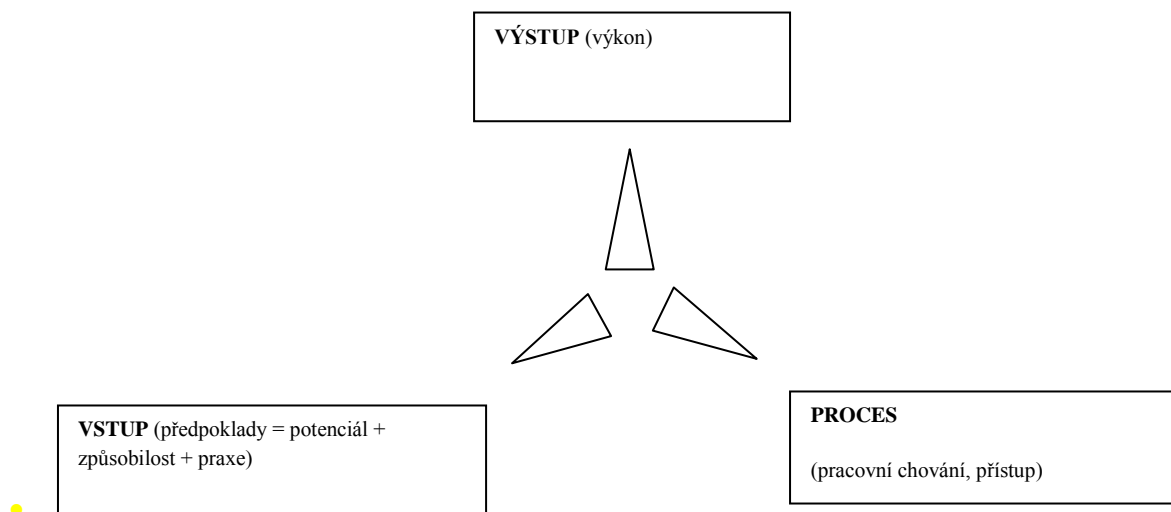 VÝSTUP (výkon)
VSTUP (předpoklady = potenciál +
způsobilost + praxe)
PROCES
(pracovní chování, přístup)